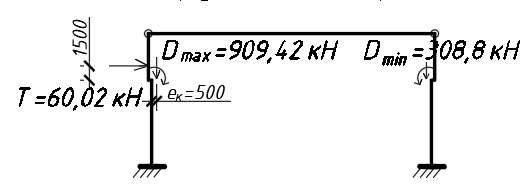 1500
Dmax=909,42 кН
Dmin=308,8 кН
T=60,02 кН
eк=500